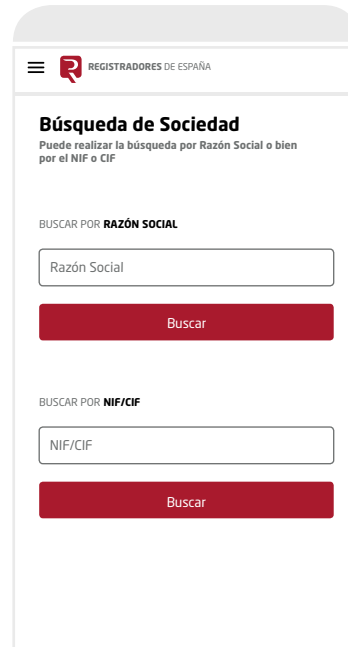 REGISTRADORES DE ESPAÑA
Búsqueda de Sociedad
Puede realizar la búsqueda por Razón Social o bien
por el NIF o CIF
BUSCAR POR RAZÓN SOCIAL
Razón Social
Buscar
BUSCAR POR NIF/CIF
NIF/CIF
Buscar